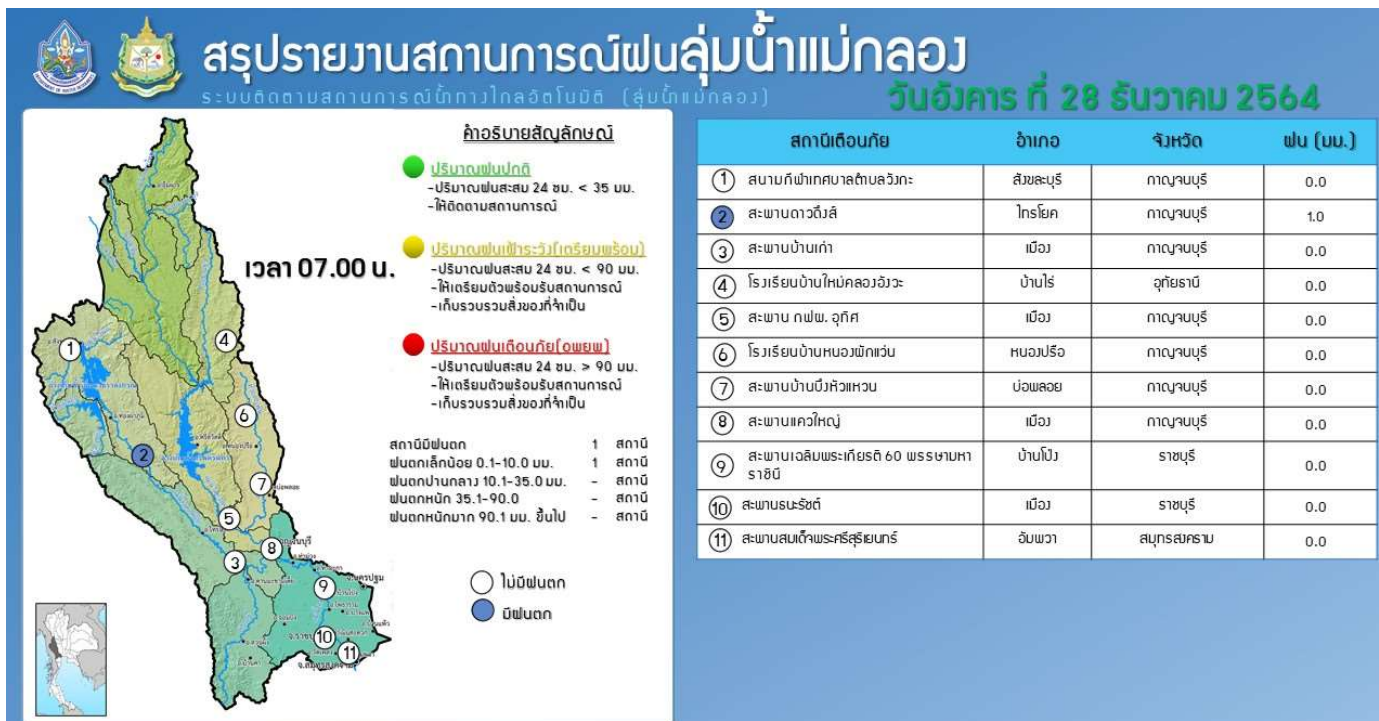 สรุปรายงานสถานการณ์ฝนลุ่มน้ำแม่กลอง
ระบบติดตามสถานการณ์น้ำทางไกลอัตโนมัติ (ลุ่มน้ำแม่กลอง)
วันอังคาร ที่ 28 ธันวาคม 2564
คำอธิบายสัญลักษณ์
ปริมาณฝนปกติ
-ปริมาณฝนสะสม 24 ชม. < 35 มม.
-ให้ติดตามสถานการณ์
ปริมาณฝนเฝ้าระวัง(เตรียมพร้อม)
-ปริมาณฝนสะสม 24 ชม. < 90 มม.
-ให้เตรียมตัวพร้อมรับสถานการณ์
-เก็บรวบรวมสิ่งของที่จำเป็น
ปริมาณฝนเตือนภัย(อพยพ)
-ปริมาณฝนสะสม 24 ชม. > 90 มม.
-ให้เตรียมตัวพร้อมรับสถานการณ์
-เก็บรวบรวมสิ่งของที่จำเป็น
เวลา 07.00 น.
1
2
3
4
5
6
7
8
9
10
11
สถานีมีฝนตก 1 สถานี
ฝนตกเล็กน้อย 0.1-10.0 มม. 1 สถานี
ฝนตกปานกลาง 10.1-35.0 มม. - สถานี
ฝนตกหนัก 35.1-90.0 - สถานี
ฝนตกหนักมาก 90.1 มม. ขึ้นไป - สถานี
ไม่มีฝนตก
มีฝนตก
สถานีเตือนภัย อำเภอ จังหวัด ฝน (มม.)
1 สนามกีฬาเทศบาลตำบลวังกะ สังขละบุรี กาญจนบุรี 0.0
2 สะพานดาวดึงส์ ไทรโยค กาญจนบุรี 1.0
3 สะพานบ้านเก่า เมือง กาญจนบุรี 0.0
4 โรงเรียนบ้านใหม่คลองอังวะ บ้านไร่ อุทัยธานี 0.0
5 สะพาน กฟผ. อุทิศ เมือง กาญจนบุรี 0.0
6 โรงเรียนบ้านหนองผักแว่น หนองปรือ กาญจนบุรี 0.0
7 สะพานบ้านบึงหัวแหวน บ่อพลอย กาญจนบุรี 0.0
8 สะพานแควใหญ่ เมือง กาญจนบุรี 0.0
9 สะพานเฉลิมพระเกียรติ 60 พรรษามหา
ราชินี บ้านโป่ง ราชบุรี 0.0
10 สะพานธนะรัชต์ เมือง ราชบุรี 0.0
11 สะพานสมเด็จพระศรีสุริเยนทร์ อัมพวา สมุทรสงคราม 0.0